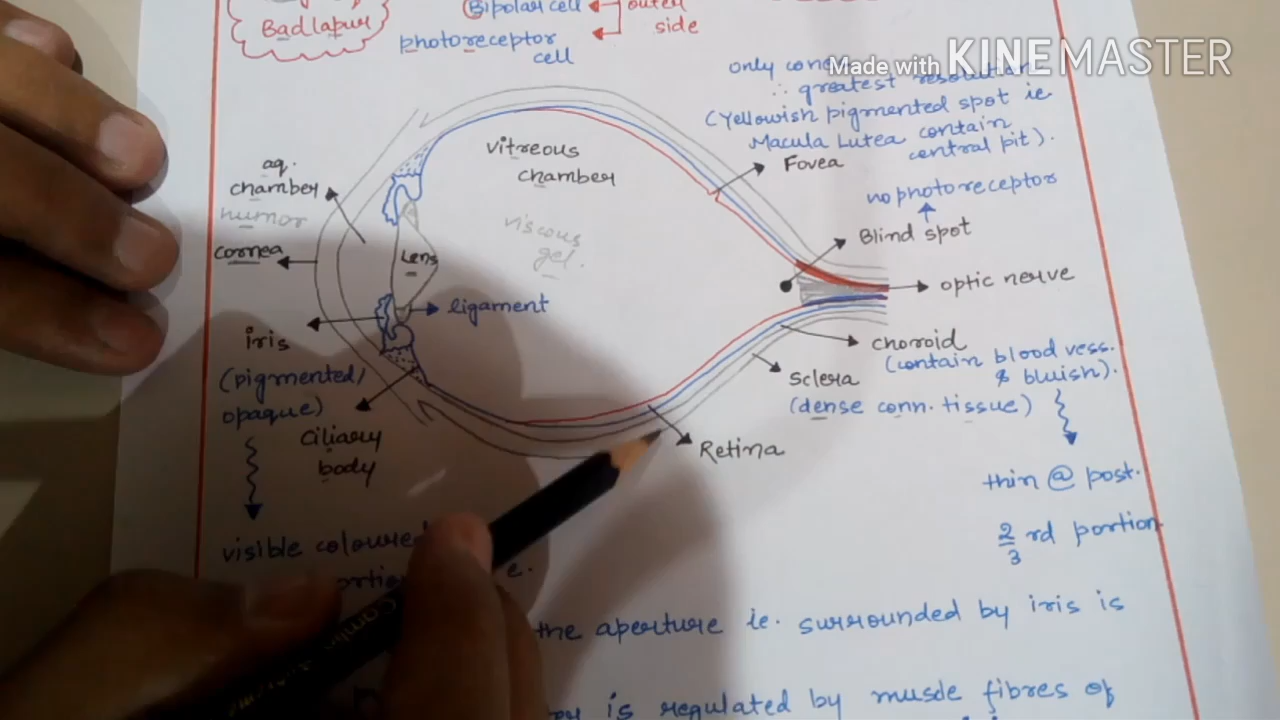 Badlapur
Bipolar cell
outer
side
photoreceptor
cell
Made with KINEMASTER
only
∴ greatest resolution
(Yellowish pigmented spot ie
Macula Lutea contain
central pit).
Fovea
no photoreceptor
Blind spot
optic nerve
choroid
(contain blood vess.
& bluish).
Sclera
(dense conn. tissue)
Retina
thin @ post.
2/3 rd portion
vitreous
chamber
viscous
gel.
aq.
chamber
humor
cornea
Lens
ligament
iris
(pigmented/
opaque)
ciliary
body
visible coloured
the aperture ie. surrounded by iris is
is regulated by muscle fibres of